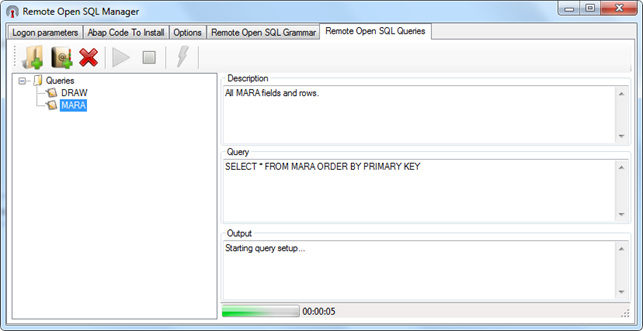 Remote Open SQL Manager
Logon parameters Abap Code To Install Options Remote Open SQL Grammar Remote Open SQL Queries
Queries
DRAW
MARA
Description
All MARA fields and rows.
Query
SELECT * FROM MARA ORDER BY PRIMARY KEY
Output
Starting query setup...
00:00:05